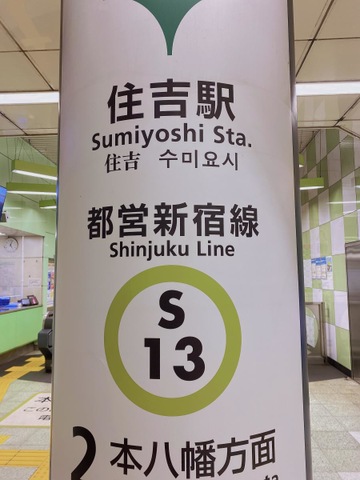 住吉駅
Sumiyoshi Sta.
住吉 수미요시
都営新宿線
Shinjuku Line
S
13
2 本八幡方面